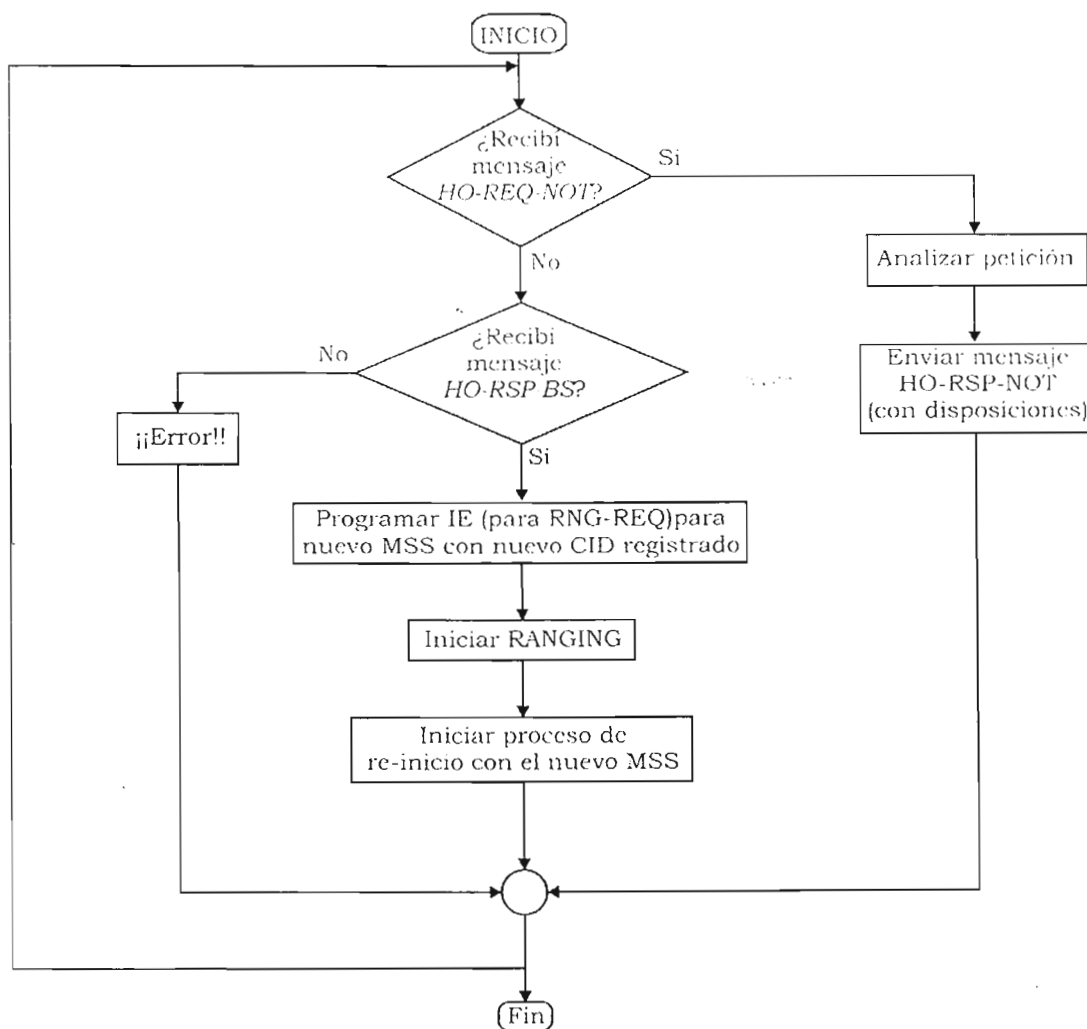 INICIO
¿Recibí
mensaje
HO-REQ-NOT?
Si
No
Analizar petición
Enviar mensaje
HO-RSP-NOT
(con disposiciones)
¿Recibí
mensaje
HO-RSP BS?
No
¡¡Error!!
Si
Programar IE (para RNG-REQ)para
nuevo MSS con nuevo CID registrado
Iniciar RANGING
Iniciar proceso de
re-inicio con el nuevo MSS
Fin